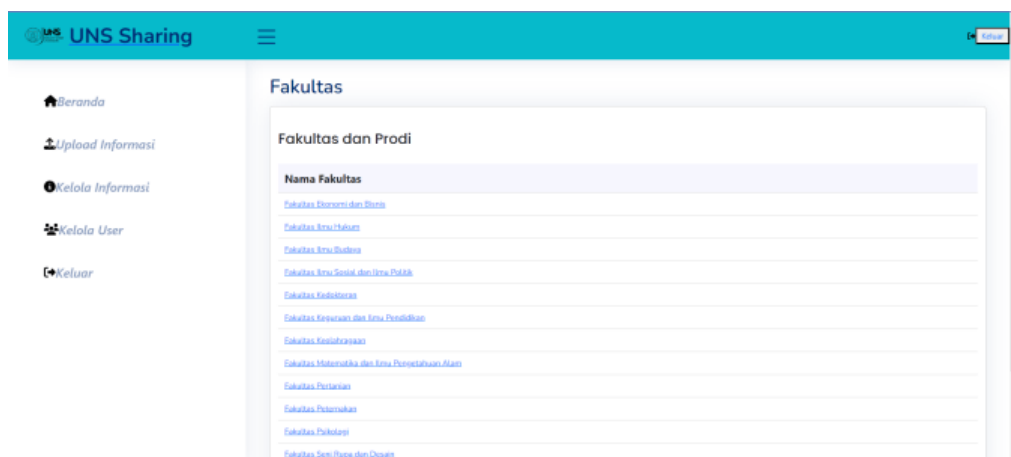 UNS
UNS Sharing
Keluar
Beranda
Upload Informasi
Kelola Informasi
Kelola User
Keluar
Fakultas
Fakultas dan Prodi
Nama Fakultas
Fakultas Ekonomi dan Bisnis
Fakultas Ilmu Hukum
Fakultas Ilmu Budaya
Fakultas Ilmu Sosial dan Ilmu Politik
Fakultas Kedokteran
Fakultas Keguruan dan Ilmu Pendidikan
Fakultas Keolahragaan
Fakultas Matematika dan Ilmu Pengetahuan Alam
Fakultas Pertanian
Fakultas Peternakan
Fakultas Psikologi
Fakultas Seni Rupa dan Desain